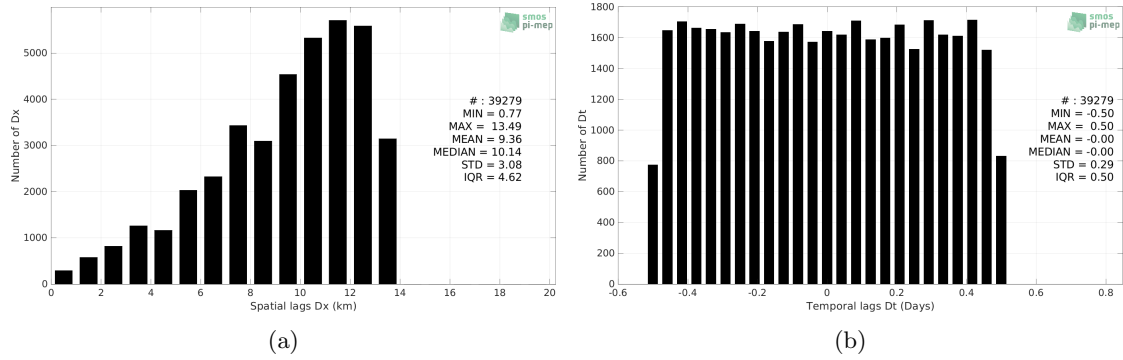 smos
pi-mep
5000
4000
3000
2000
1000
0
Number of Dx
# : 39279
MIN = 0.77
MAX = 13.49
MEAN = 9.36
MEDIAN = 10.14
STD = 3.08
IQR = 4.62
0 2 4 6 8 10 12 14 16 18 20
Spatial lags Dx (km)
(a)
smos
pi-mep
1800
1600
1400
1200
1000
800
600
400
200
0
Number of Dt
# : 39279
MIN = -0.50
MAX = 0.50
MEAN = -0.00
MEDIAN = -0.00
STD = 0.29
IQR = 0.50
-0.6 -0.4 -0.2 0 0.2 0.4 0.6 0.8
Temporal lags Dt (Days)
(b)